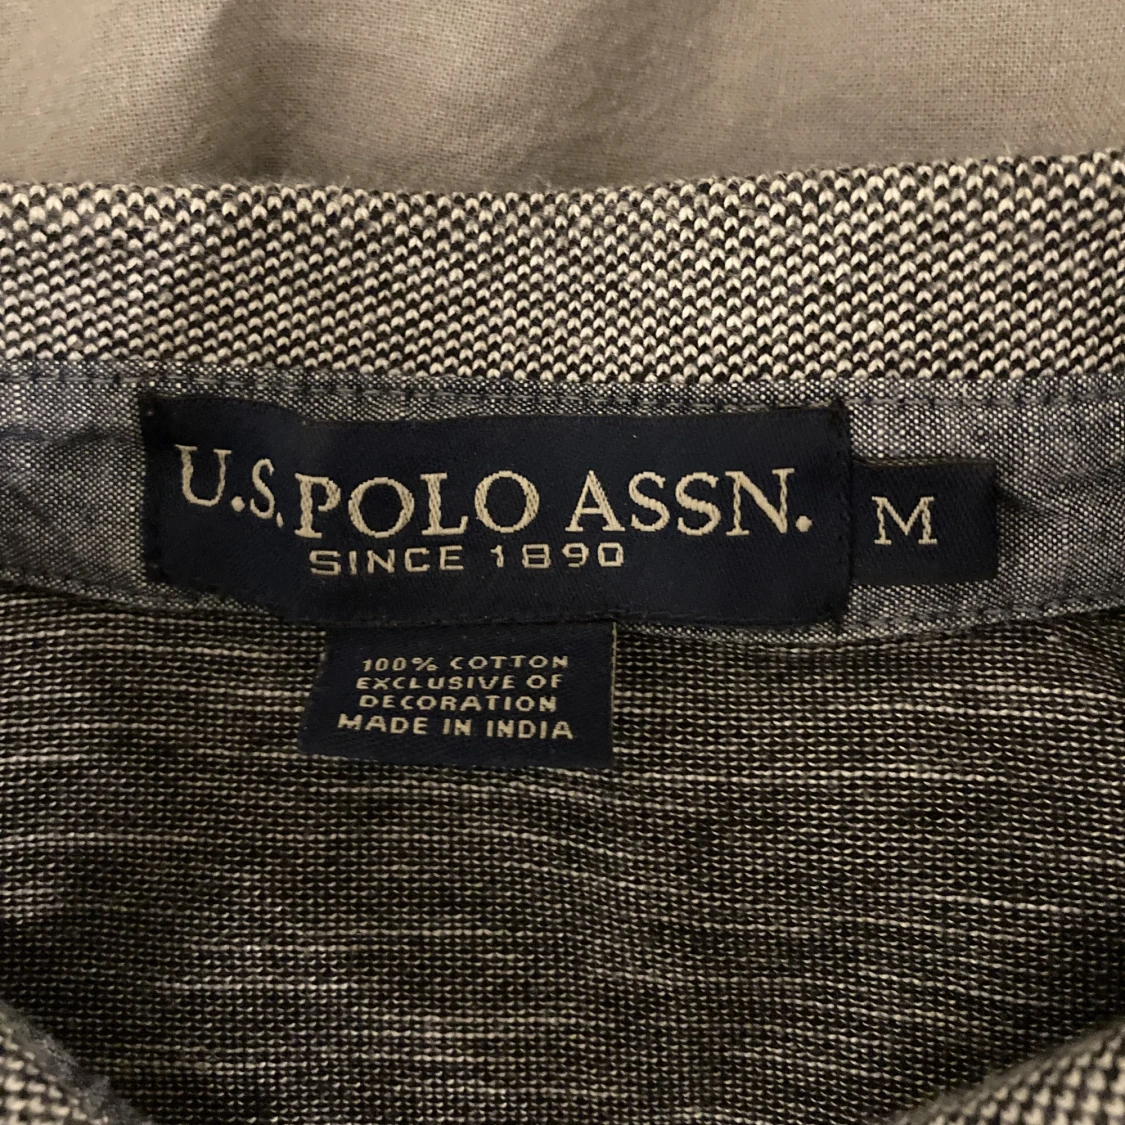 U.S. POLO ASSN.
SINCE 1890
M
100% COTTON
EXCLUSIVE OF
DECORATION
MADE IN INDIA